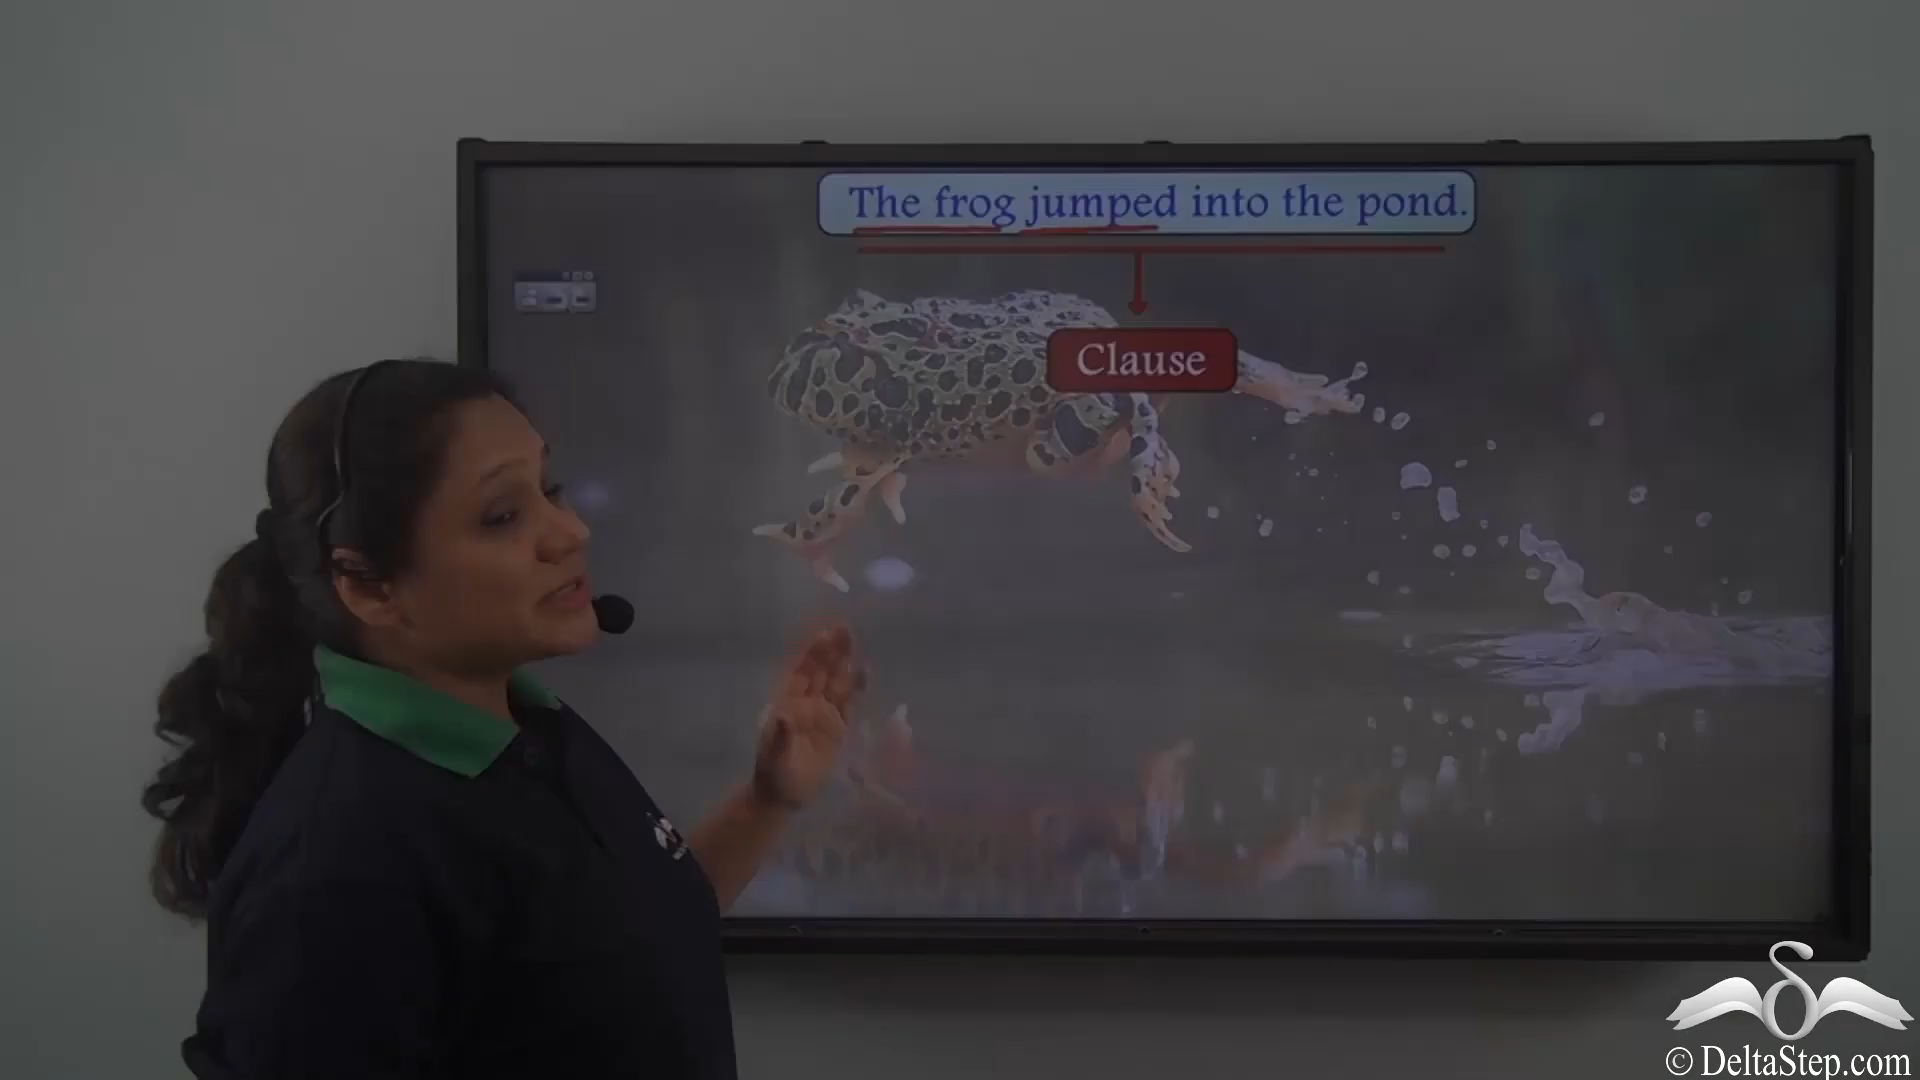 The frog jumped into the pond.
Clause
© DeltaStep.com